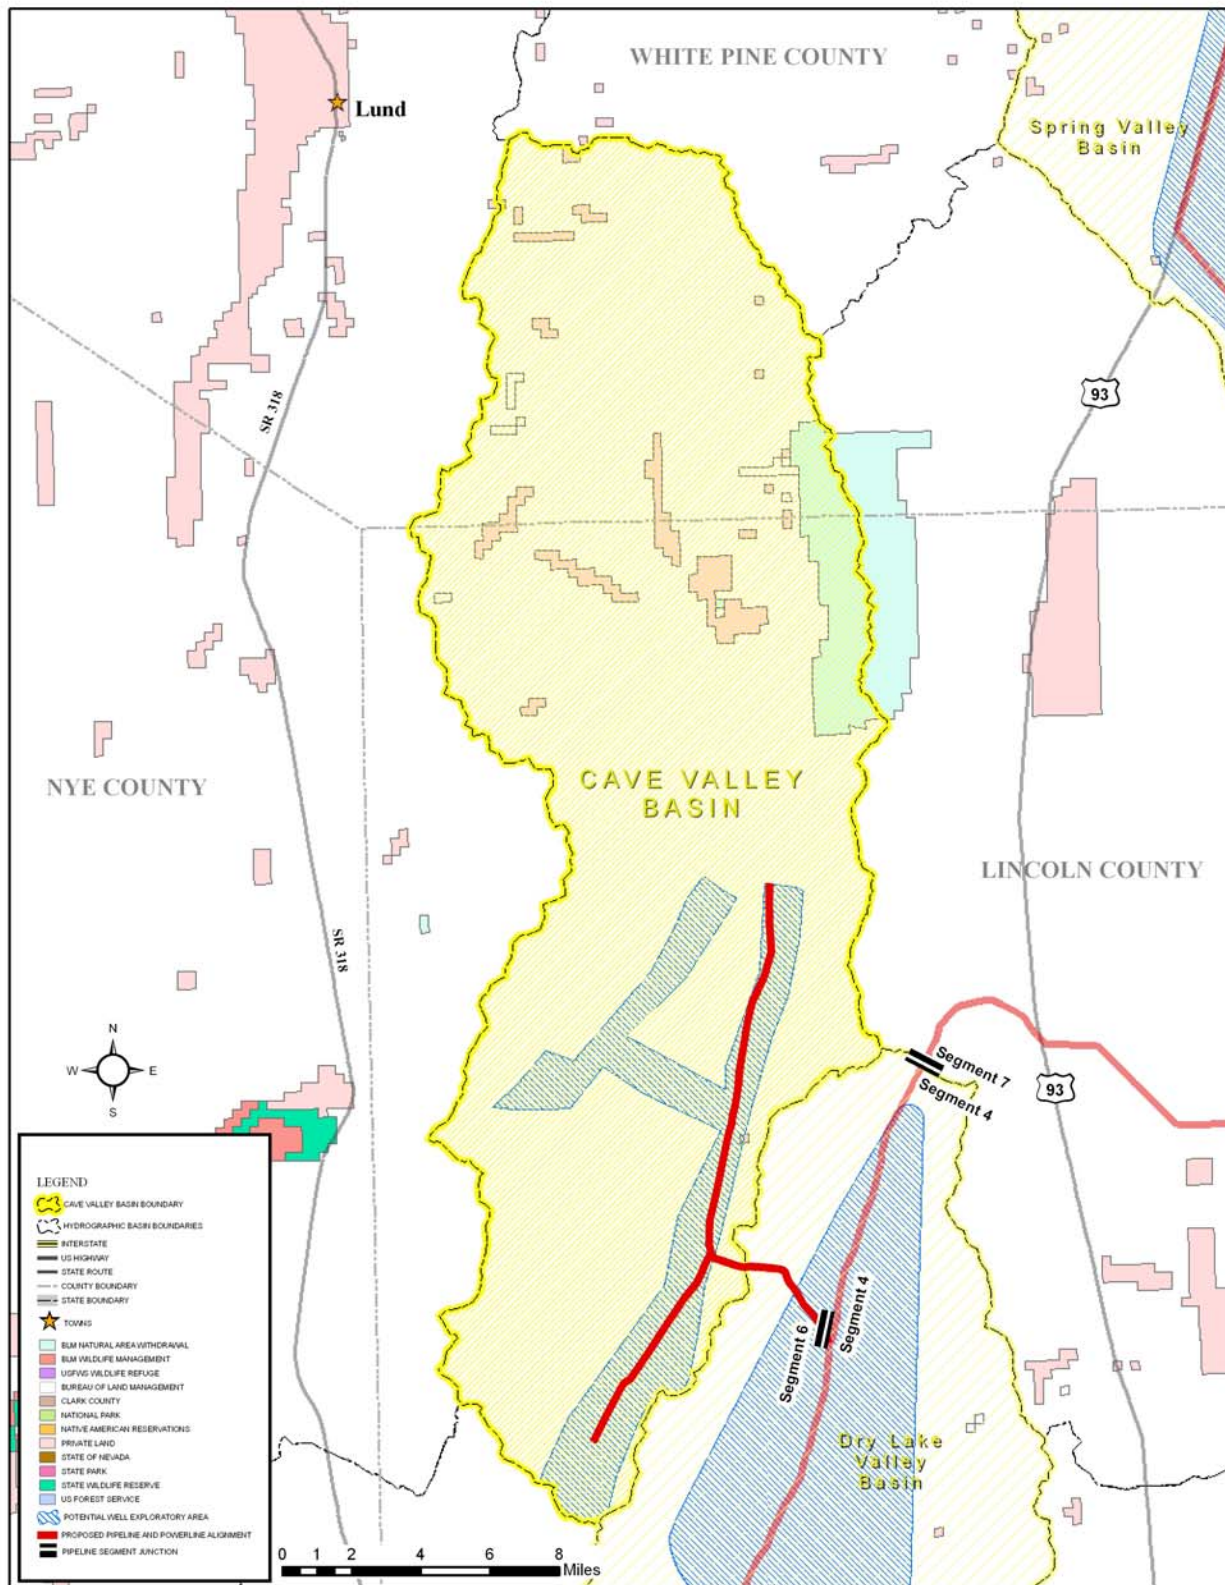 WHITE PINE COUNTY
Lund
Spring Valley
Basin
SR 318
93
NYE COUNTY
CAVE VALLEY
BASIN
LINCOLN COUNTY
SR 318
N
W E
S
Segment 7
Segment 4
93
Segment 4
Segment 6
Dry Lake
Valley
Basin
LEGEND
CAVE VALLEY BASIN BOUNDARY
HYDROGRAPHIC BASIN BOUNDARIES
INTERSTATE
US HIGHWAY
STATE ROUTE
COUNTY BOUNDARY
STATE BOUNDARY
TOWNS
BLM NATURAL AREA WITHDRAWAL
BLM WILDLIFE MANAGEMENT
USFWS WILDLIFE REFUGE
BUREAU OF LAND MANAGEMENT
CLARK COUNTY
NATIONAL PARK
NATIVE AMERICAN RESERVATIONS
PRIVATE LAND
STATE OF NEVADA
STATE PARK
STATE WILDLIFE RESERVE
US FOREST SERVICE
POTENTIAL WELL EXPLORATORY AREA
PROPOSED PIPELINE AND POWERLINE ALIGNMENT
PIPELINE SEGMENT JUNCTION
0 1 2 4 6 8
Miles